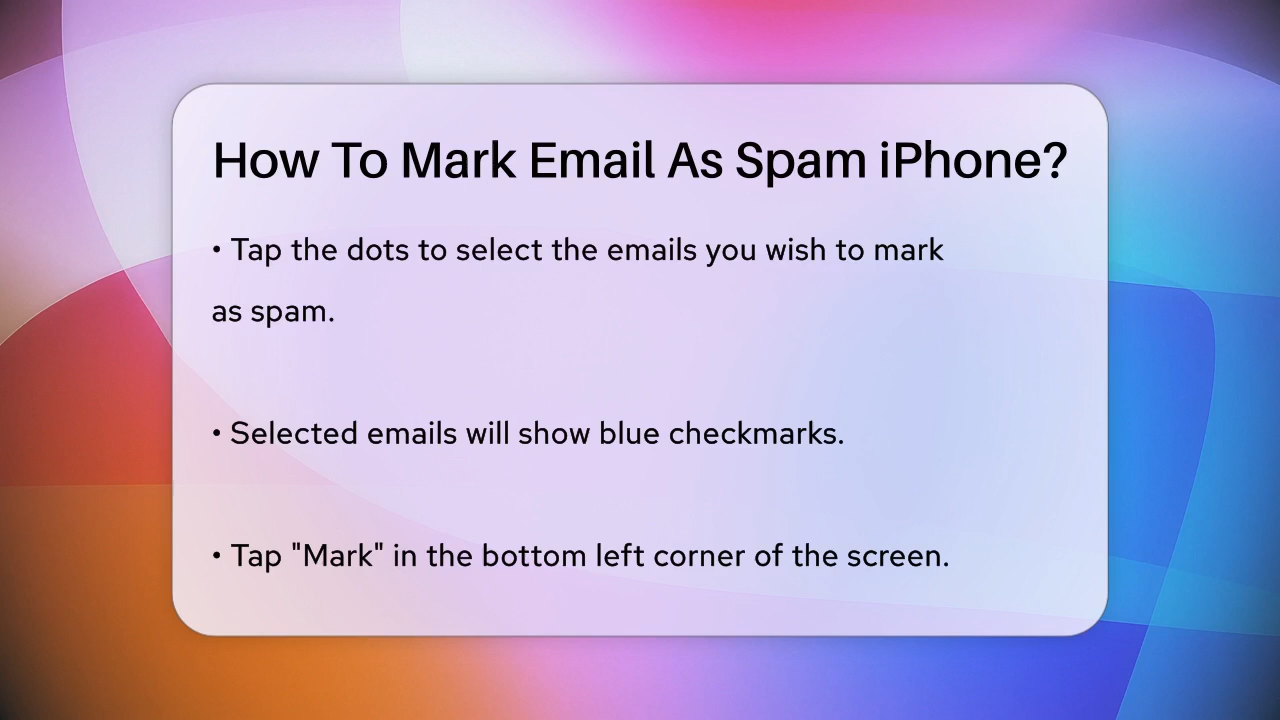 How To Mark Email As Spam iPhone?
• Tap the dots to select the emails you wish to mark
as spam.
• Selected emails will show blue checkmarks.
• Tap "Mark" in the bottom left corner of the screen.